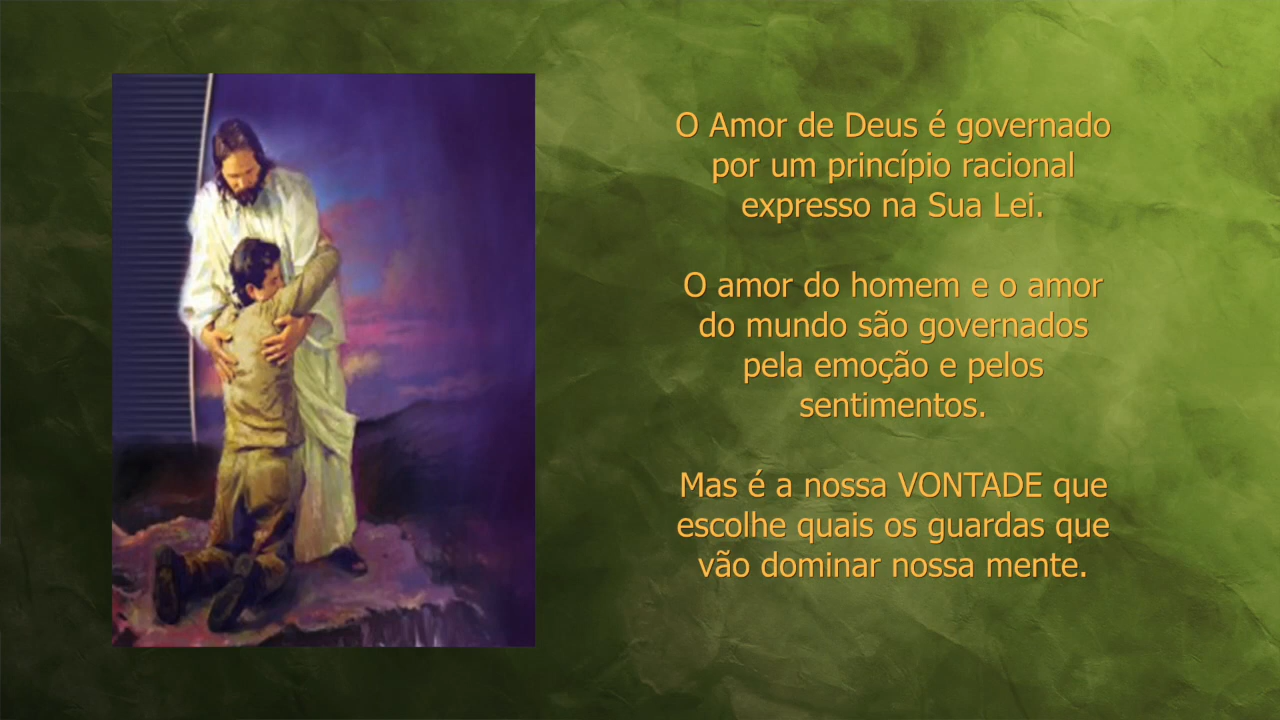 O Amor de Deus é governado
por um princípio racional
expresso na Sua Lei.
O amor do homem e o amor
do mundo são governados
pela emoção e pelos
sentimentos.
Mas é a nossa VONTADE que
escolhe quais os guardas que
vão dominar nossa mente.